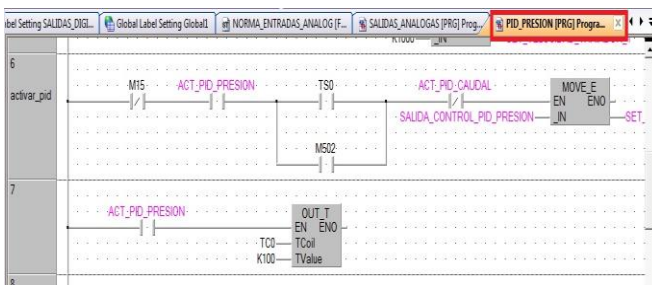 bel Setting SALIDAS_DIGI... Global Label Setting Global1 NORMA_ENTRADAS_ANALOG [F... SALIDAS_ANALOGAS [PRG] Prog... PID_PRESION [PRG] Progra...
K1000 _IN
6
activar_pid
M15 ACT_PID_PRESION TS0 ACT_PID_CAUDAL MOVE_E
EN ENO
SALIDA_CONTROL_PID_PRESION _IN SET_
M502
7
ACT_PID_PRESION OUT_T
EN ENO
TC0 TCoil
K100 TValue
8